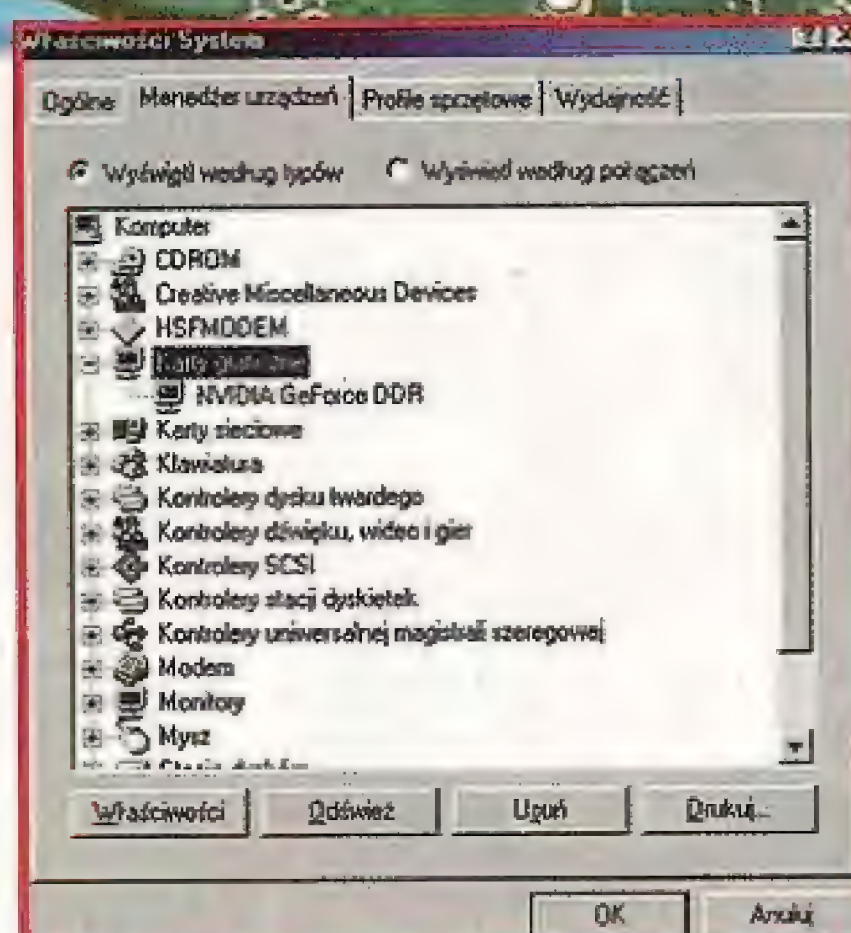 Właściwości System
Ogólne Menedżer urządzeń Profile sprzętowe Wydajność
Wyświetl według typów Wyświetl według połączeń
Komputer
CDROM
Creative Miscellaneous Devices
HSFMODEM
Karty graficzne
NVIDIA GeForce DDR
Karty sieciowe
Klawiatura
Kontrolery dysku twardego
Kontrolery dźwięku, wideo i gier
Kontrolery SCSI
Kontrolery stacji dyskietek
Kontrolery uniwersalnej magistrali szeregowej
Modem
Monitory
Mysz
Właściwości Odśwież Usuń Drukuj...
OK Anuluj